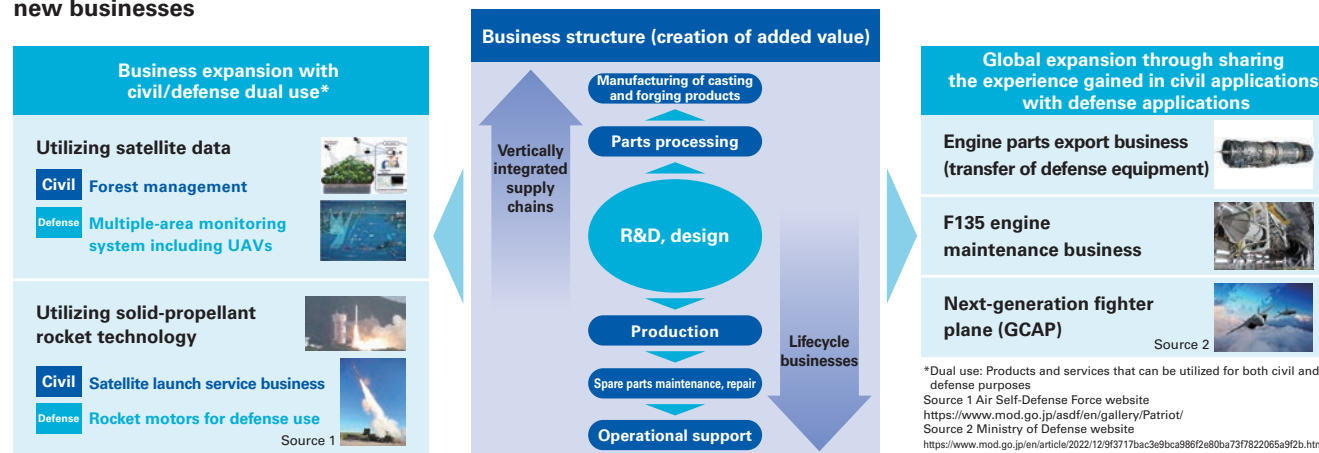 new businesses
Business expansion with
civil/defense dual use*
Utilizing satellite data
Civil Forest management
Defense Multiple-area monitoring
system including UAVs
Utilizing solid-propellant
rocket technology
Civil Satellite launch service business
Defense Rocket motors for defense use
Source 1
Business structure (creation of added value)
Vertically
integrated
supply
chains
Manufacturing of casting
and forging products
Parts processing
R&D, design
Production
Spare parts maintenance, repair
Operational support
Lifecycle
businesses
Global expansion through sharing
the experience gained in civil applications
with defense applications
Engine parts export business
(transfer of defense equipment)
F135 engine
maintenance business
Next-generation fighter
plane (GCAP)
Source 2
*Dual use: Products and services that can be utilized for both civil and
defense purposes
Source 1 Air Self-Defense Force website
https://www.mod.go.jp/asdf/en/gallery/Patriot/
Source 2 Ministry of Defense website
https://www.mod.go.jp/en/article/2022/12/9f3717bac3e9bca986f2e80ba73f7822065a9f2b.htm